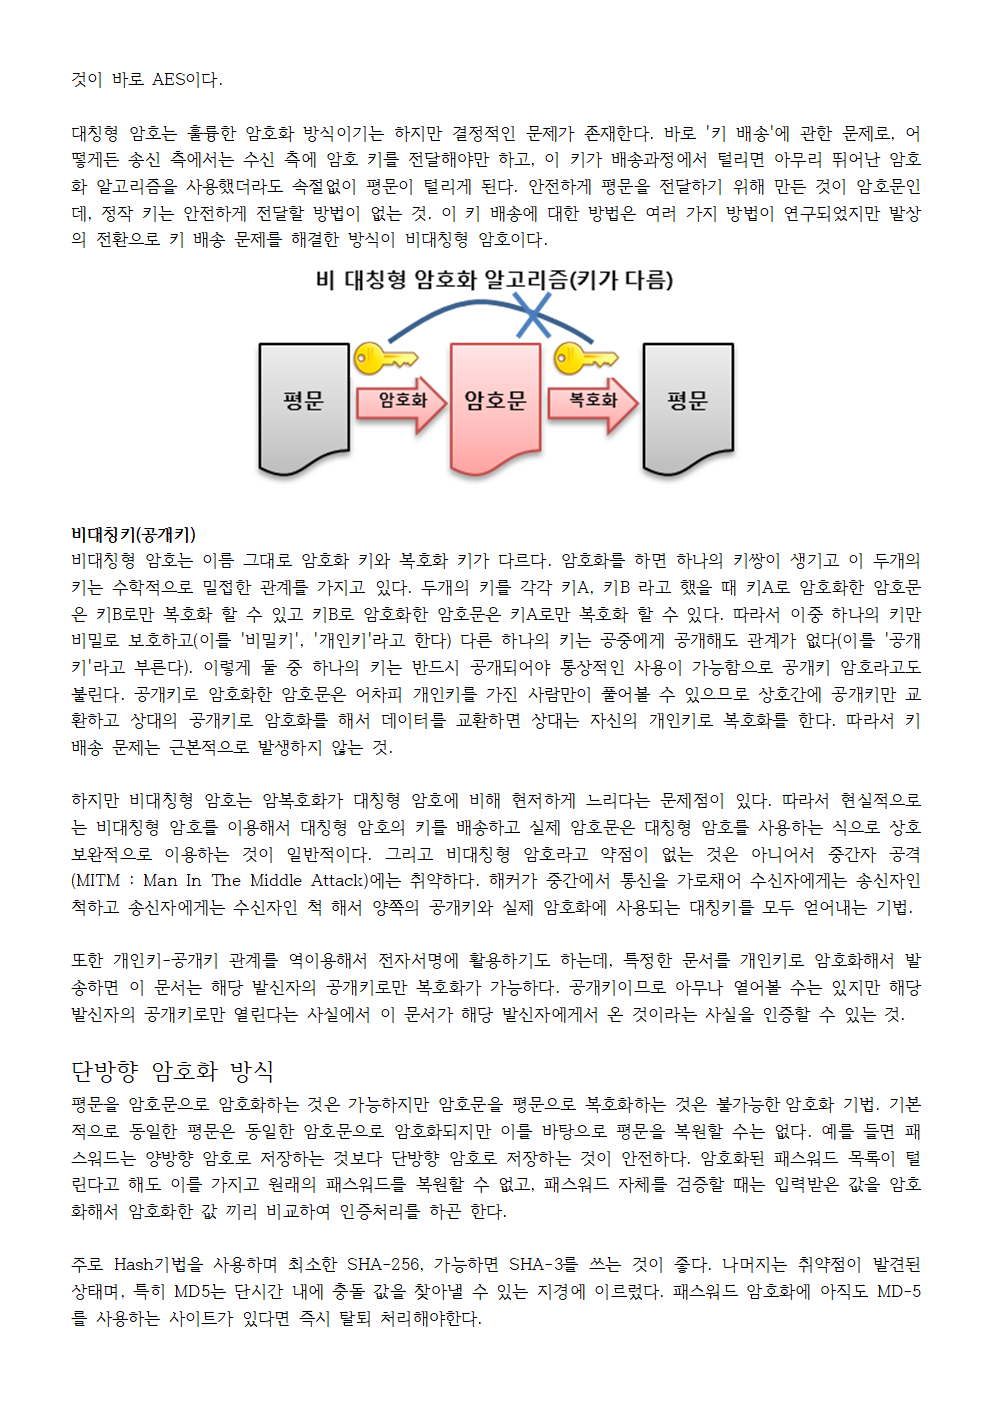 것이 바로 AES이다.
대칭형 암호는 훌륭한 암호화 방식이기는 하지만 결정적인 문제가 존재한다. 바로 '키 배송'에 관한 문제로, 어
떻게든 송신 측에서는 수신 측에 암호 키를 전달해야만 하고, 이 키가 배송과정에서 털리면 아무리 뛰어난 암호
화 알고리즘을 사용했더라도 속절없이 평문이 털리게 된다. 안전하게 평문을 전달하기 위해 만든 것이 암호문인
데, 정작 키는 안전하게 전달할 방법이 없는 것. 이 키 배송에 대한 방법은 여러 가지 방법이 연구되었지만 발상
의 전환으로 키 배송 문제를 해결한 방식이 비대칭형 암호이다.
비 대칭형 암호화 알고리즘(키가 다름)
평문 암호화 암호문 복호화 평문
비대칭키(공개키)
비대칭형 암호는 이름 그대로 암호화 키와 복호화 키가 다르다. 암호화를 하면 하나의 키쌍이 생기고 이 두개의
키는 수학적으로 밀접한 관계를 가지고 있다. 두개의 키를 각각 키A, 키B 라고 했을 때 키A로 암호화한 암호문
은 키B로만 복호화 할 수 있고 키B로 암호화한 암호문은 키A로만 복호화 할 수 있다. 따라서 이중 하나의 키만
비밀로 보호하고(이를 '비밀키', '개인키'라고 한다) 다른 하나의 키는 공중에게 공개해도 관계가 없다(이를 '공개
키'라고 부른다). 이렇게 둘 중 하나의 키는 반드시 공개되어야 통상적인 사용이 가능함으로 공개키 암호라고도
불린다. 공개키로 암호화한 암호문은 어차피 개인키를 가진 사람만이 풀어볼 수 있으므로 상호간에 공개키만 교
환하고 상대의 공개키로 암호화를 해서 데이터를 교환하면 상대는 자신의 개인키로 복호화를 한다. 따라서 키
배송 문제는 근본적으로 발생하지 않는 것.
하지만 비대칭형 암호는 암복호화가 대칭형 암호에 비해 현저하게 느리다는 문제점이 있다. 따라서 현실적으로
는 비대칭형 암호를 이용해서 대칭형 암호의 키를 배송하고 실제 암호문은 대칭형 암호를 사용하는 식으로 상호
보완적으로 이용하는 것이 일반적이다. 그리고 비대칭형 암호라고 약점이 없는 것은 아니어서 중간자 공격
(MITM : Man In The Middle Attack)에는 취약하다. 해커가 중간에서 통신을 가로채어 수신자에게는 송신자인
척하고 송신자에게는 수신자인 척 해서 양쪽의 공개키와 실제 암호화에 사용되는 대칭키를 모두 얻어내는 기법.
또한 개인키-공개키 관계를 역이용해서 전자서명에 활용하기도 하는데, 특정한 문서를 개인키로 암호화해서 발
송하면 이 문서는 해당 발신자의 공개키로만 복호화가 가능하다. 공개키이므로 아무나 열어볼 수는 있지만 해당
발신자의 공개키로만 열린다는 사실에서 이 문서가 해당 발신자에게서 온 것이라는 사실을 인증할 수 있는 것.
단방향 암호화 방식
평문을 암호문으로 암호화하는 것은 가능하지만 암호문을 평문으로 복호화하는 것은 불가능한 암호화 기법. 기본
적으로 동일한 평문은 동일한 암호문으로 암호화되지만 이를 바탕으로 평문을 복원할 수는 없다. 예를 들면 패
스워드는 양방향 암호로 저장하는 것보다 단방향 암호로 저장하는 것이 안전하다. 암호화된 패스워드 목록이 털
린다고 해도 이를 가지고 원래의 패스워드를 복원할 수 없고, 패스워드 자체를 검증할 때는 입력받은 값을 암호
화해서 암호화한 값 끼리 비교하여 인증처리를 하곤 한다.
주로 Hash기법을 사용하며 최소한 SHA-256, 가능하면 SHA-3를 쓰는 것이 좋다. 나머지는 취약점이 발견된
상태며, 특히 MD5는 단시간 내에 충돌 값을 찾아낼 수 있는 지경에 이르렀다. 패스워드 암호화에 아직도 MD-5
를 사용하는 사이트가 있다면 즉시 탈퇴 처리해야한다.